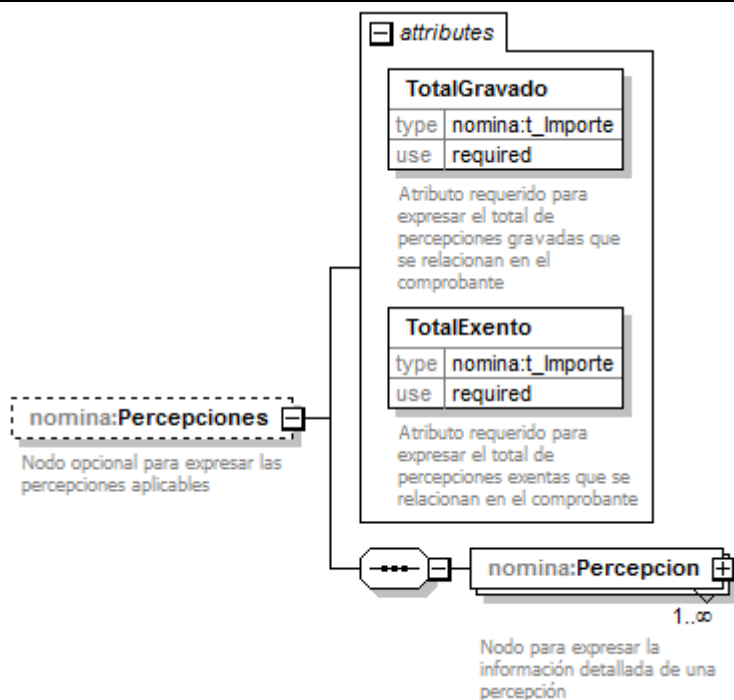 attributes
TotalGravado
type nomina:t_Importe
use required
Atributo requerido para
expresar el total de
percepciones gravadas que
se relacionan en el
comprobante
TotalExento
type nomina:t_Importe
use required
Atributo requerido para
expresar el total de
percepciones exentas que se
relacionan en el comprobante
nomina:Percepciones
Nodo opcional para expresar las
percepciones aplicables
nomina:Percepcion
1..∞
Nodo para expresar la
información detallada de una
percepción